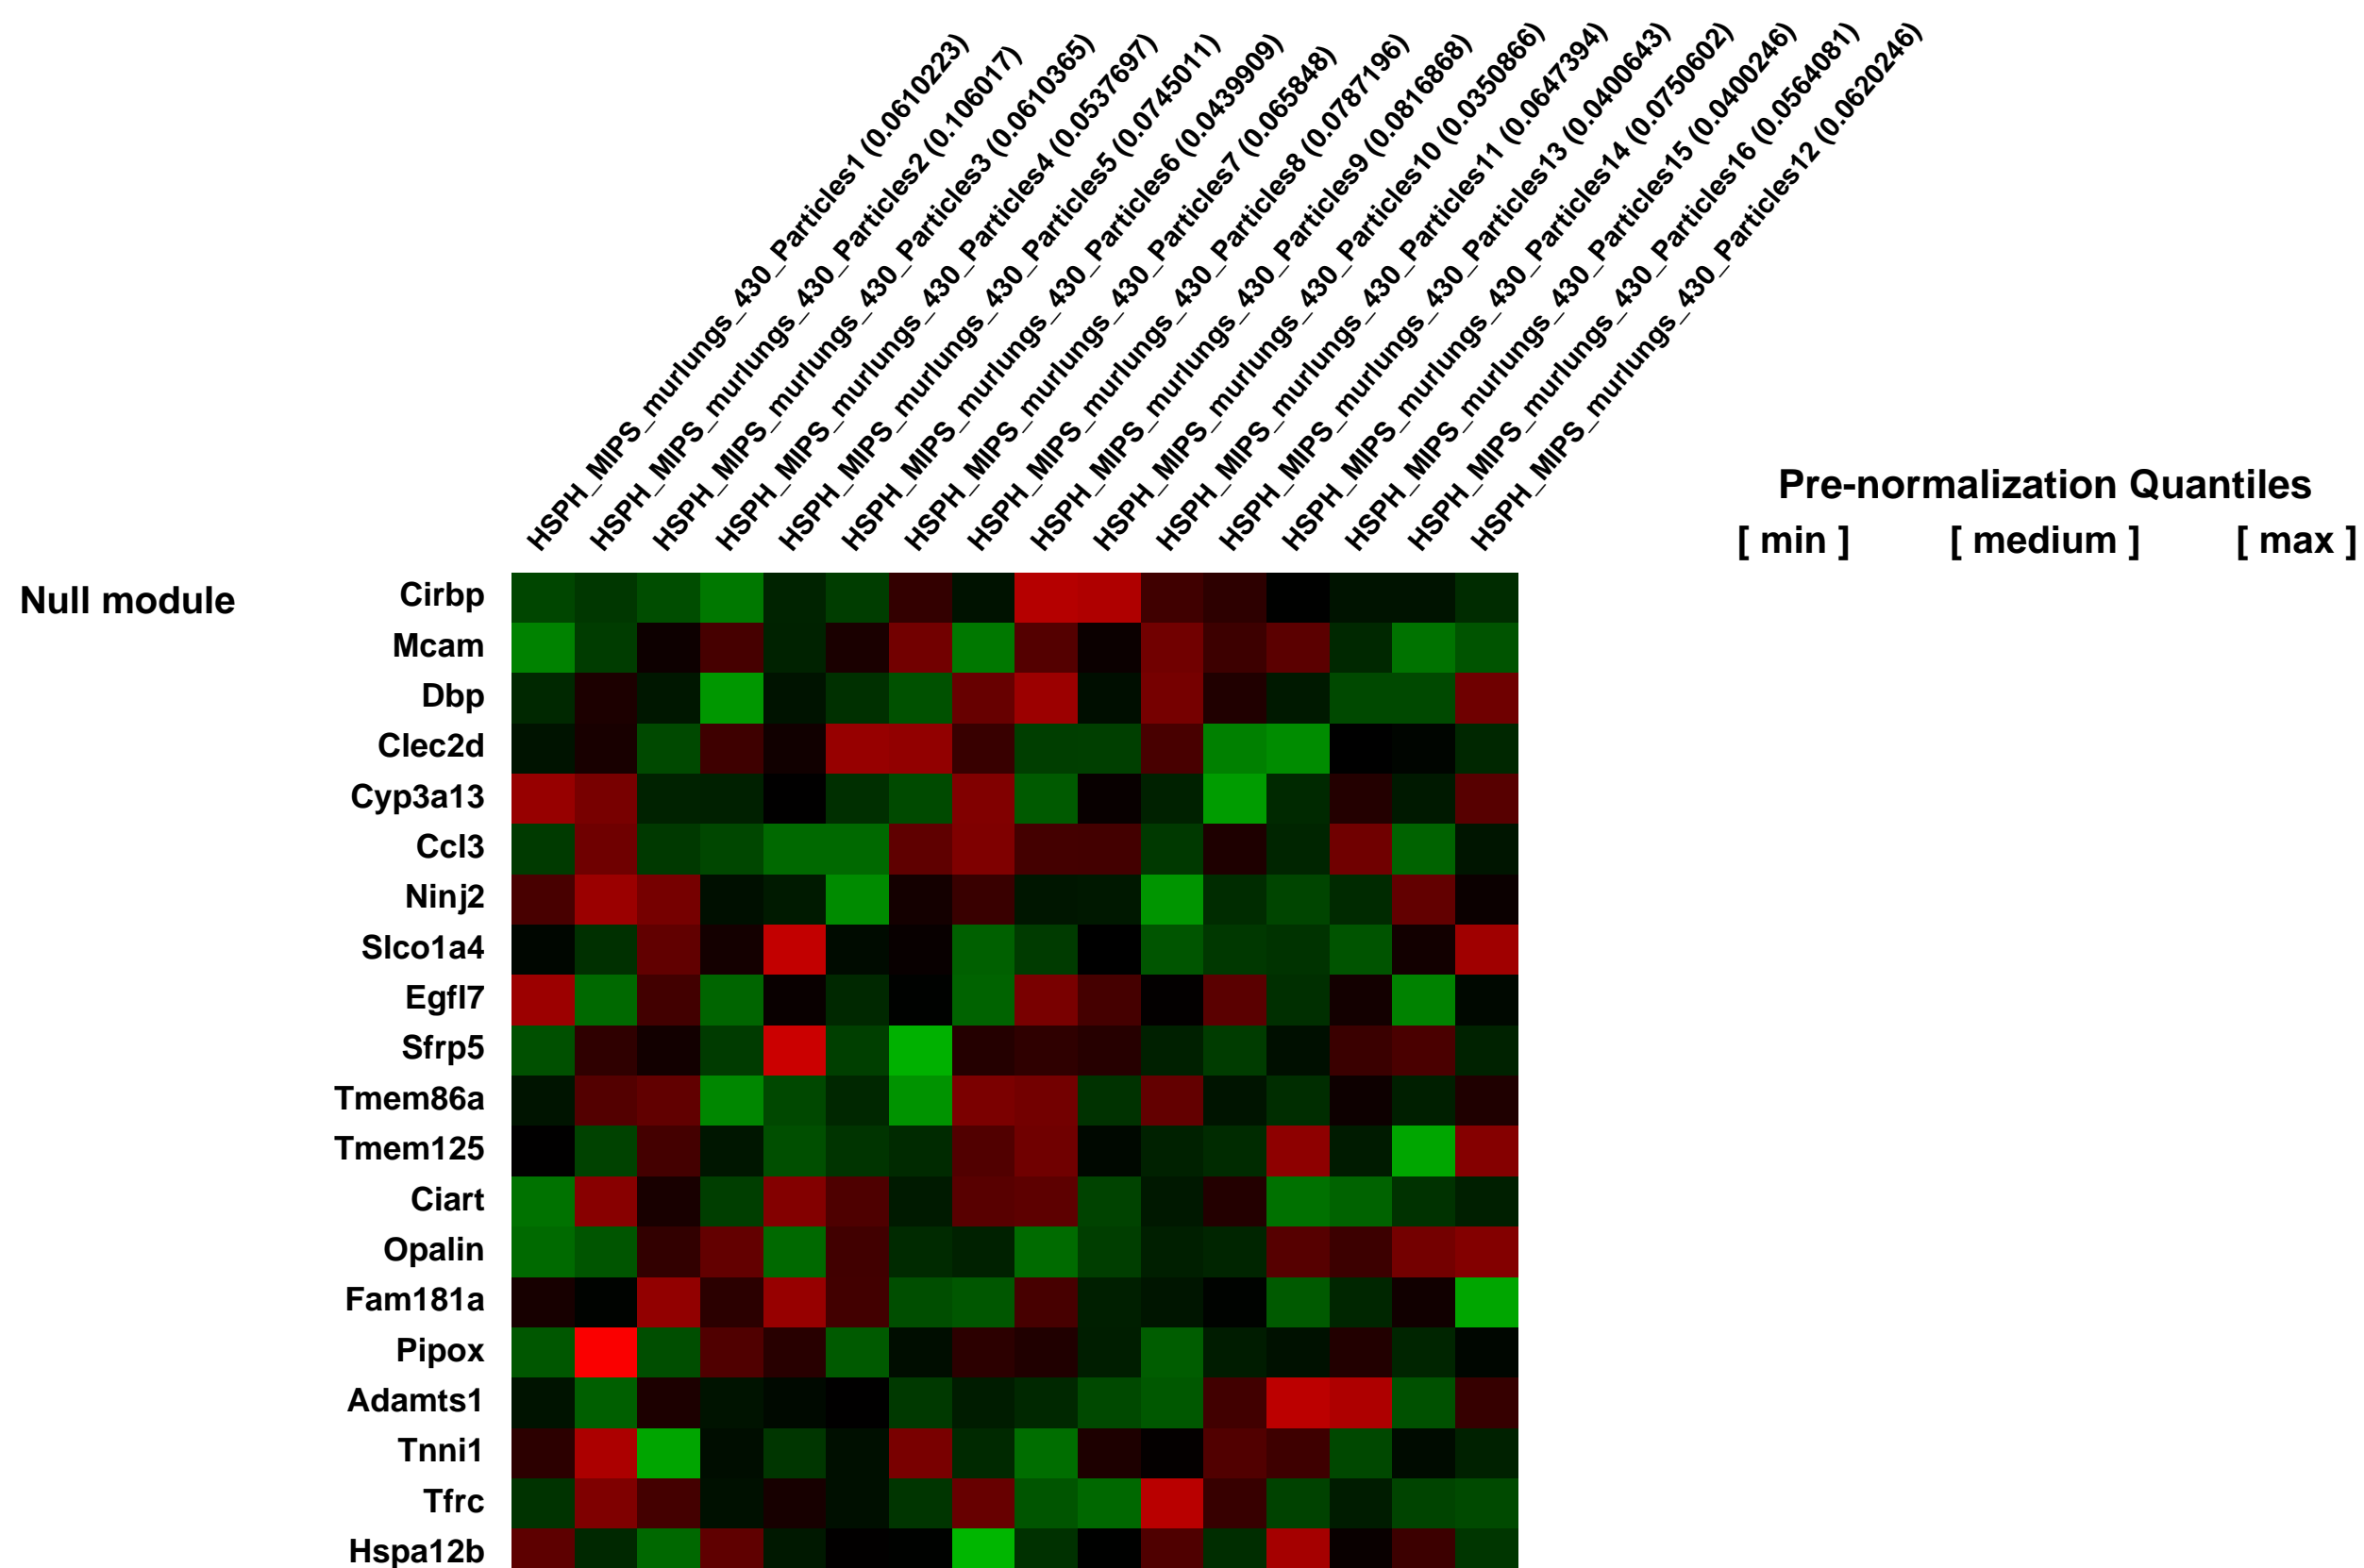 HSPH_MIPS_murlungs_430_Particles1 (0.0610223)
HSPH_MIPS_murlungs_430_Particles2 (0.106017)
HSPH_MIPS_murlungs_430_Particles3 (0.0610365)
HSPH_MIPS_murlungs_430_Particles4 (0.0537697)
HSPH_MIPS_murlungs_430_Particles5 (0.0745011)
HSPH_MIPS_murlungs_430_Particles6 (0.0439909)
HSPH_MIPS_murlungs_430_Particles7 (0.065848)
HSPH_MIPS_murlungs_430_Particles8 (0.0787196)
HSPH_MIPS_murlungs_430_Particles9 (0.0816868)
HSPH_MIPS_murlungs_430_Particles10 (0.0350866)
HSPH_MIPS_murlungs_430_Particles11 (0.0647394)
HSPH_MIPS_murlungs_430_Particles13 (0.0400643)
HSPH_MIPS_murlungs_430_Particles14 (0.0750602)
HSPH_MIPS_murlungs_430_Particles15 (0.0400246)
HSPH_MIPS_murlungs_430_Particles16 (0.0564081)
HSPH_MIPS_murlungs_430_Particles12 (0.0620246)
Pre-normalization Quantiles
[ min ] [ medium ] [ max ]
Null module
Cirbp
Mcam
Dbp
Clec2d
Cyp3a13
Ccl3
Ninj2
Slco1a4
Egfl7
Sfrp5
Tmem86a
Tmem125
Ciart
Opalin
Fam181a
Pipox
Adamts1
Tnni1
Tfrc
Hspa12b